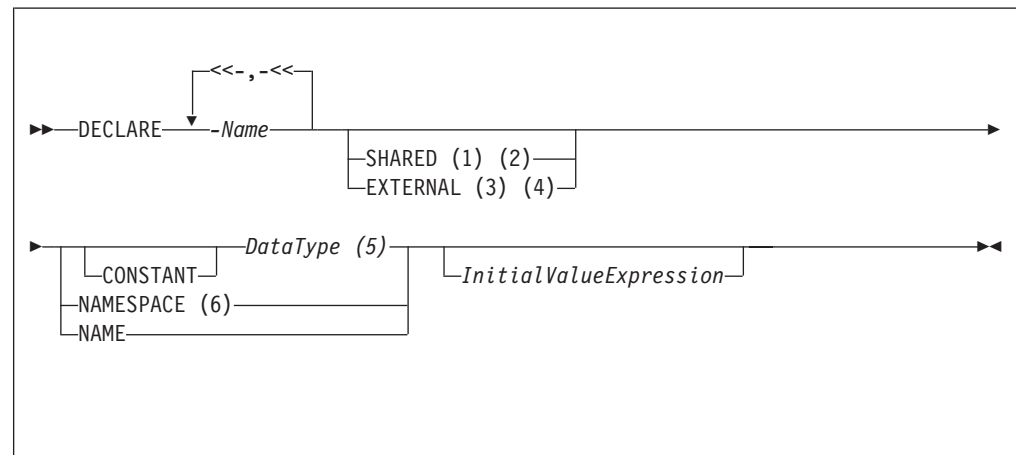 <<-,-<<
DECLARE -Name
SHARED (1) (2)
EXTERNAL (3) (4)
DataType (5)
CONSTANT InitialValueExpression
NAMESPACE (6)
NAME